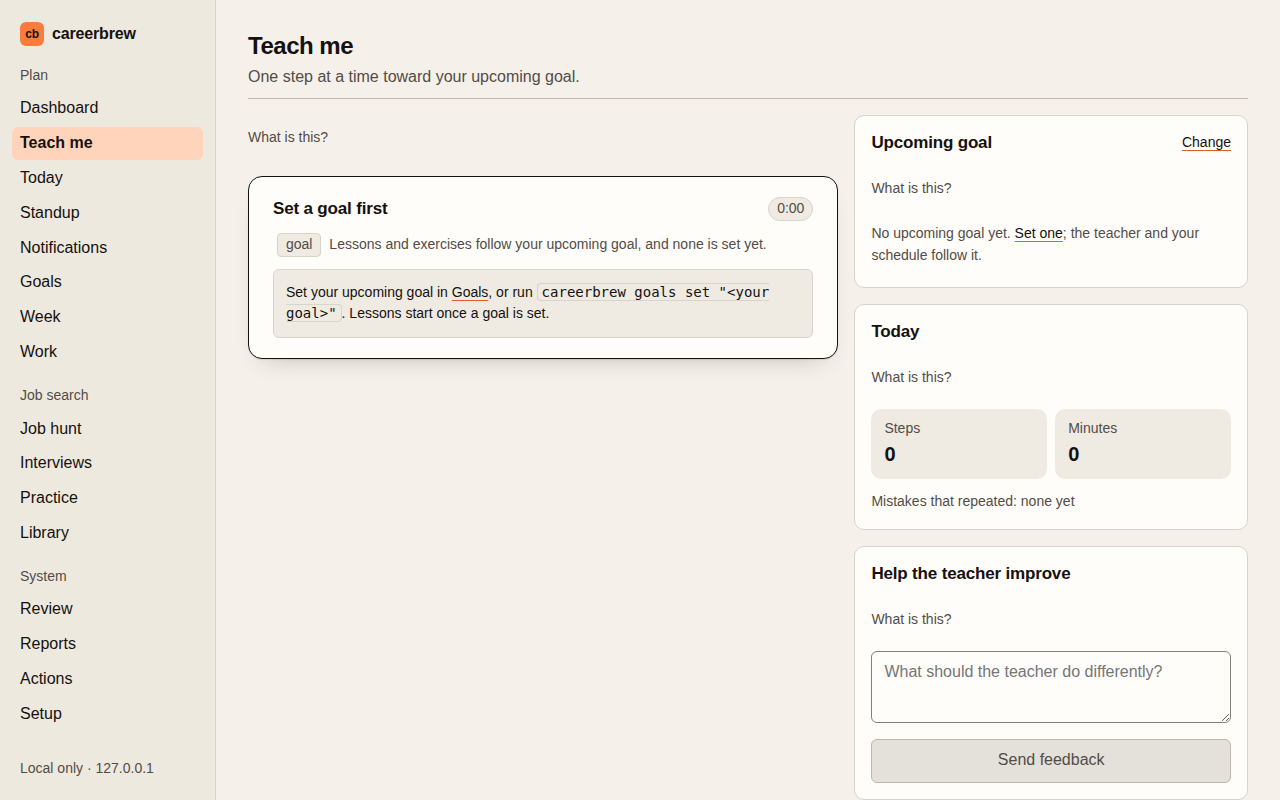 cb careerbrew
Plan
Dashboard
Teach me
Today
Standup
Notifications
Goals
Week
Work
Job search
Job hunt
Interviews
Practice
Library
System
Review
Reports
Actions
Setup
Local only · 127.0.0.1
Teach me
One step at a time toward your upcoming goal.
What is this?
Set a goal first
0:00
goal Lessons and exercises follow your upcoming goal, and none is set yet.
Set your upcoming goal in Goals, or run careerbrew goals set "<your
goal>". Lessons start once a goal is set.
Upcoming goal
Change
What is this?
No upcoming goal yet. Set one; the teacher and your
schedule follow it.
Today
What is this?
Steps
0
Minutes
0
Mistakes that repeated: none yet
Help the teacher improve
What is this?
What should the teacher do differently?
Send feedback